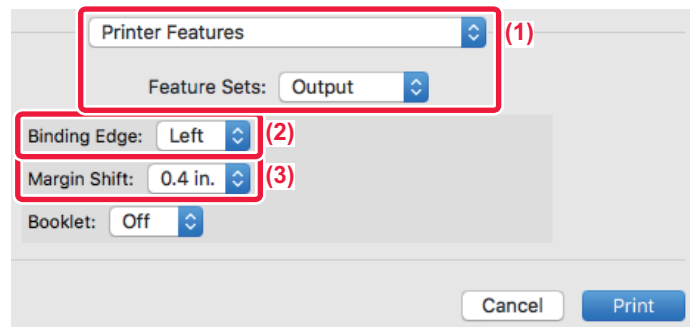 Printer Features (1)
Feature Sets: Output
Binding Edge: Left (2)
Margin Shift: 0.4 in. (3)
Booklet: Off
Cancel Print